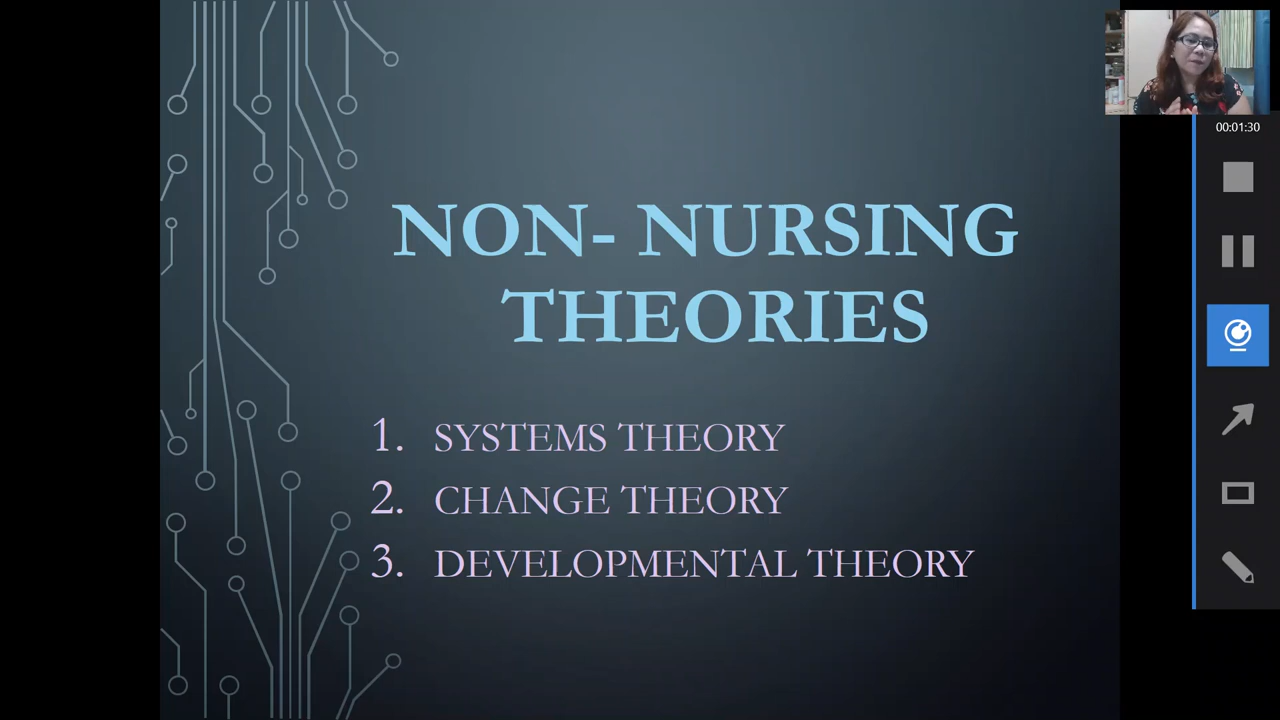 NON- NURSING
THEORIES
1. SYSTEMS THEORY
2. CHANGE THEORY
3. DEVELOPMENTAL THEORY
00:01:30